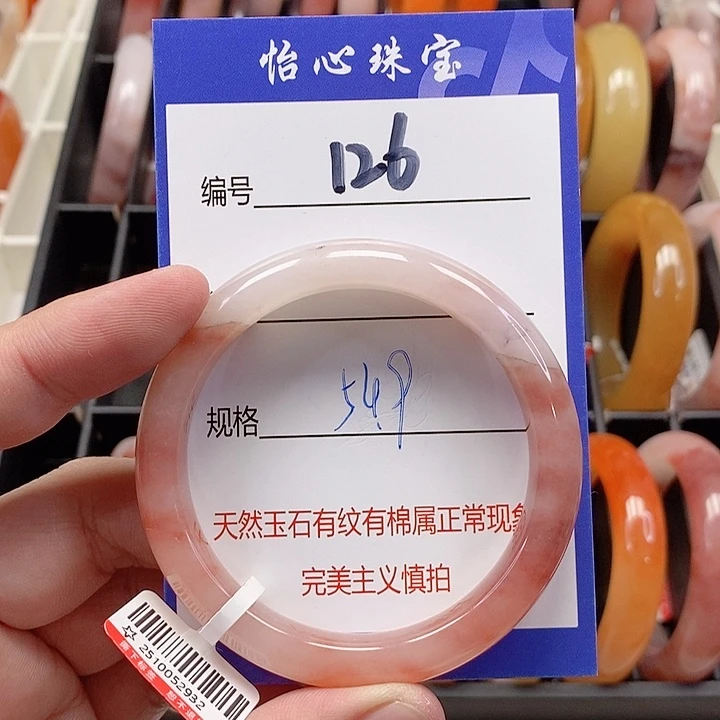 怡心珠宝
编号 126
规格 54.9
天然玉石有纹有棉属正常现象
完美主义慎拍
2510052932